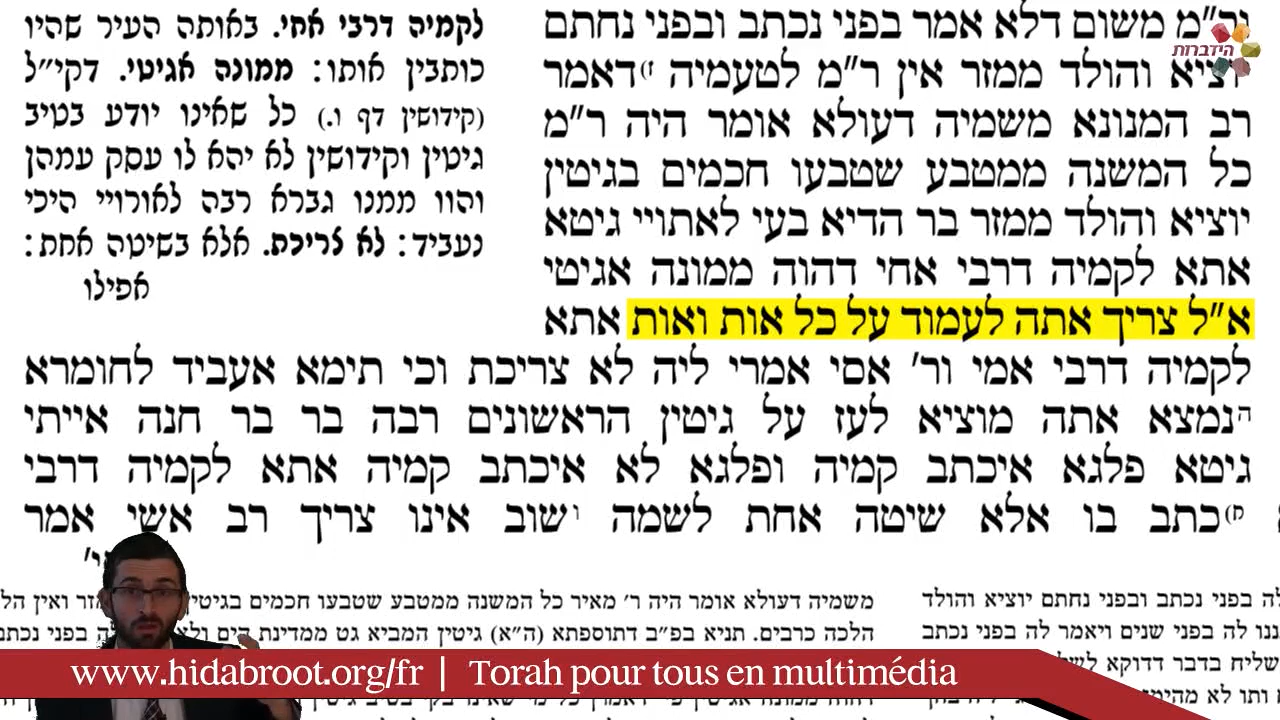 הידברות
ור"מ משום דלא אמר בפני נכתב ובפני נחתם
יוציא והולד ממזר אין ר"מ לטעמיה ז) דאמר
רב המנונא משמיה דעולא אומר היה ר"מ
כל המשנה ממטבע שטבעו חכמים בגיטין
יוציא והולד ממזר בר הדיא בעי לאתויי גיטא
אתא לקמיה דרבי אחי דהוה ממונה אגיטי
א"ל צריך אתה לעמוד על כל אות ואות אתא
לקמיה דרבי אמי ור' אסי אמרי ליה לא צריכת וכי תימא אעביד לחומרא
ה נמצא אתה מוציא לעז על גיטין הראשונים רבה בר בר חנה אייתי
גיטא פלגא איכתב קמיה ופלגא לא איכתב קמיה אתא לקמיה דרבי
ח) כתב בו אלא שיטה אחת לשמה ו שוב אינו צריך רב אשי אמר
לקמיה דרבי אחי. באותה העיר שהיו
כותבין אותו: ממונה אגיטי. דקי"ל
(קידושין דף ו.) כל שאינו יודע בטיב
גיטין וקידושין לא יהא לו עסק עמהן
והוו ממנו גברא רבה לאורויי היכי
נעביד: לא צריכת. אלא בשיטה אחת:
אפילו
בפני נכתב ובפני נחתם יוציא והולד
לה בפני שנים ויאמר לה בפני נכתב
משמיה דעולא אומר היה ר' מאיר כל המשנה ממטבע שטבעו חכמים
הלכה כרבים. תניא בפ"ב דתוספתא (ה"א) גיטין המביא גט ממדינת הים
www.hidabroot.org/fr | Torah pour tous en multimédia